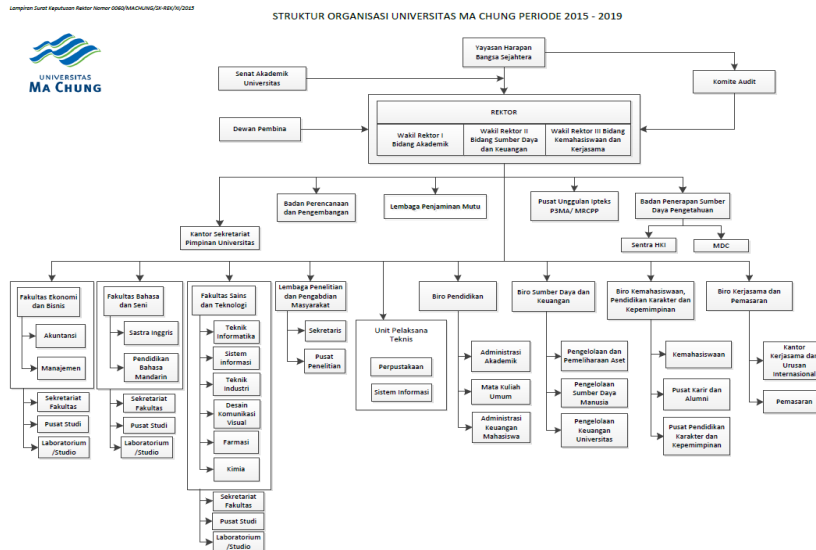 Lampiran Surat Keputusan Rektor Nomor 0060/MACHUNG/SK-REK/XI/2015
STRUKTUR ORGANISASI UNIVERSITAS MA CHUNG PERIODE 2015 - 2019
UNIVERSITAS
MA CHUNG
Yayasan Harapan
Bangsa Sejahtera
Senat Akademik
Universitas
Komite Audit
REKTOR
Dewan Pembina
Wakil Rektor I
Bidang Akademik
Wakil Rektor II
Bidang Sumber Daya
dan Keuangan
Wakil Rektor III Bidang
Kemahasiswaan dan
Kerjasama
Badan Perencanaan
dan Pengembangan
Lembaga Penjaminan Mutu
Pusat Unggulan Ipteks
P3MA/ MRCPP
Badan Penerapan Sumber
Daya Pengetahuan
Kantor Sekretariat
Pimpinan Universitas
Sentra HKI
MDC
Fakultas Ekonomi
dan Bisnis
Akuntansi
Manajemen
Sekretariat
Fakultas
Pusat Studi
Laboratorium
/Studio
Fakultas Bahasa
dan Seni
Sastra Inggris
Pendidikan
Bahasa
Mandarin
Sekretariat
Fakultas
Pusat Studi
Laboratorium
/Studio
Fakultas Sains
dan Teknologi
Teknik
Informatika
Sistem
informasi
Teknik
Industri
Desain
Komunikasi
Visual
Farmasi
Kimia
Sekretariat
Fakultas
Pusat Studi
Laboratorium
/Studio
Lembaga Penelitian
dan Pengabdian
Masyarakat
Sekretaris
Pusat
Penelitian
Unit Pelaksana
Teknis
Perpustakaan
Sistem Informasi
Biro Pendidikan
Administrasi
Akademik
Mata Kuliah
Umum
Administrasi
Keuangan
Mahasiswa
Biro Sumber Daya dan
Keuangan
Pengelolaan dan
Pemeliharaan Aset
Pengelolaan
Sumber Daya
Manusia
Pengelolaan
Keuangan
Universitas
Biro Kemahasiswaan,
Pendidikan Karakter dan
Kepemimpinan
Kemahasiswaan
Pusat Karir dan
Alumni
Pusat Pendidikan
Karakter dan
Kepemimpinan
Biro Kerjasama dan
Pemasaran
Kantor
Kerjasama dan
Urusan
Internasional
Pemasaran